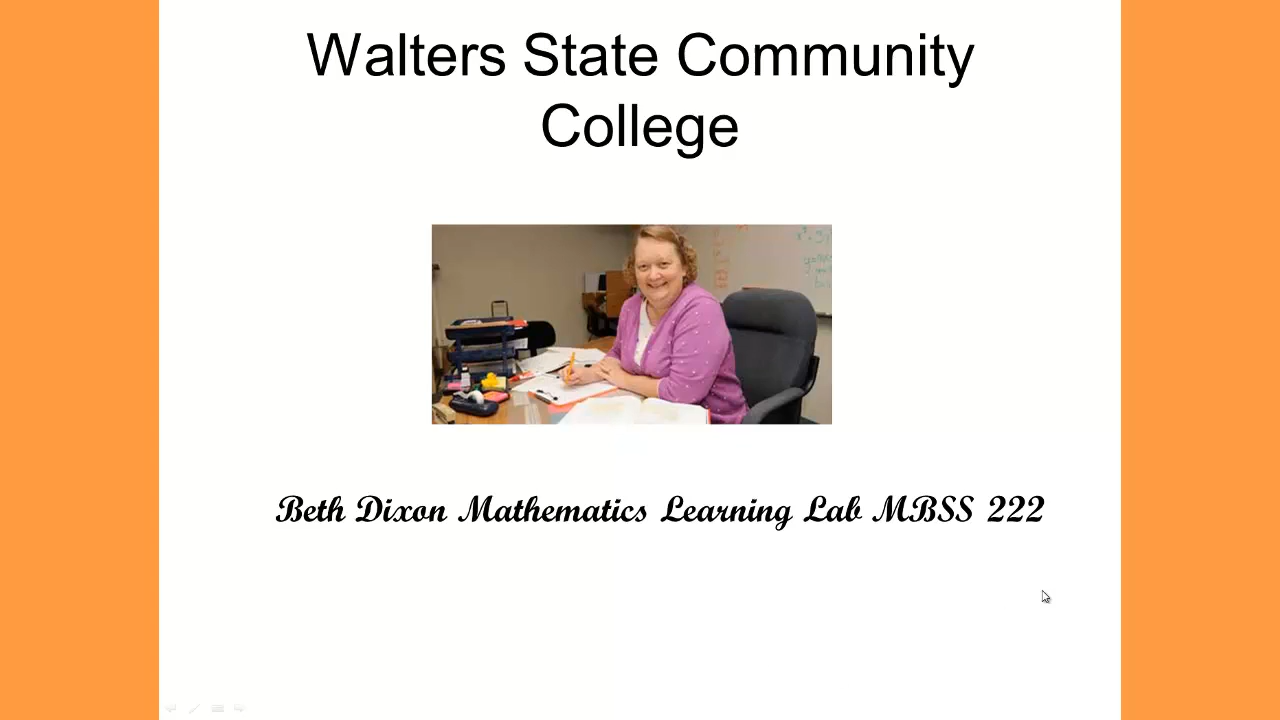 Walters State Community
College
Beth Dixon Mathematics Learning Lab MBSS 222